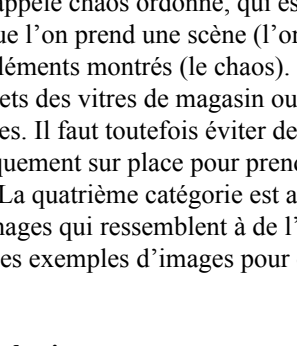 appelé chaos ordonné, qui es
ue l’on prend une scène (l’or
léments montrés (le chaos).
ets des vitres de magasin ou
es. Il faut toutefois éviter de
quement sur place pour prend
La quatrième catégorie est a
mages qui ressemblent à de l’
es exemples d’images pour